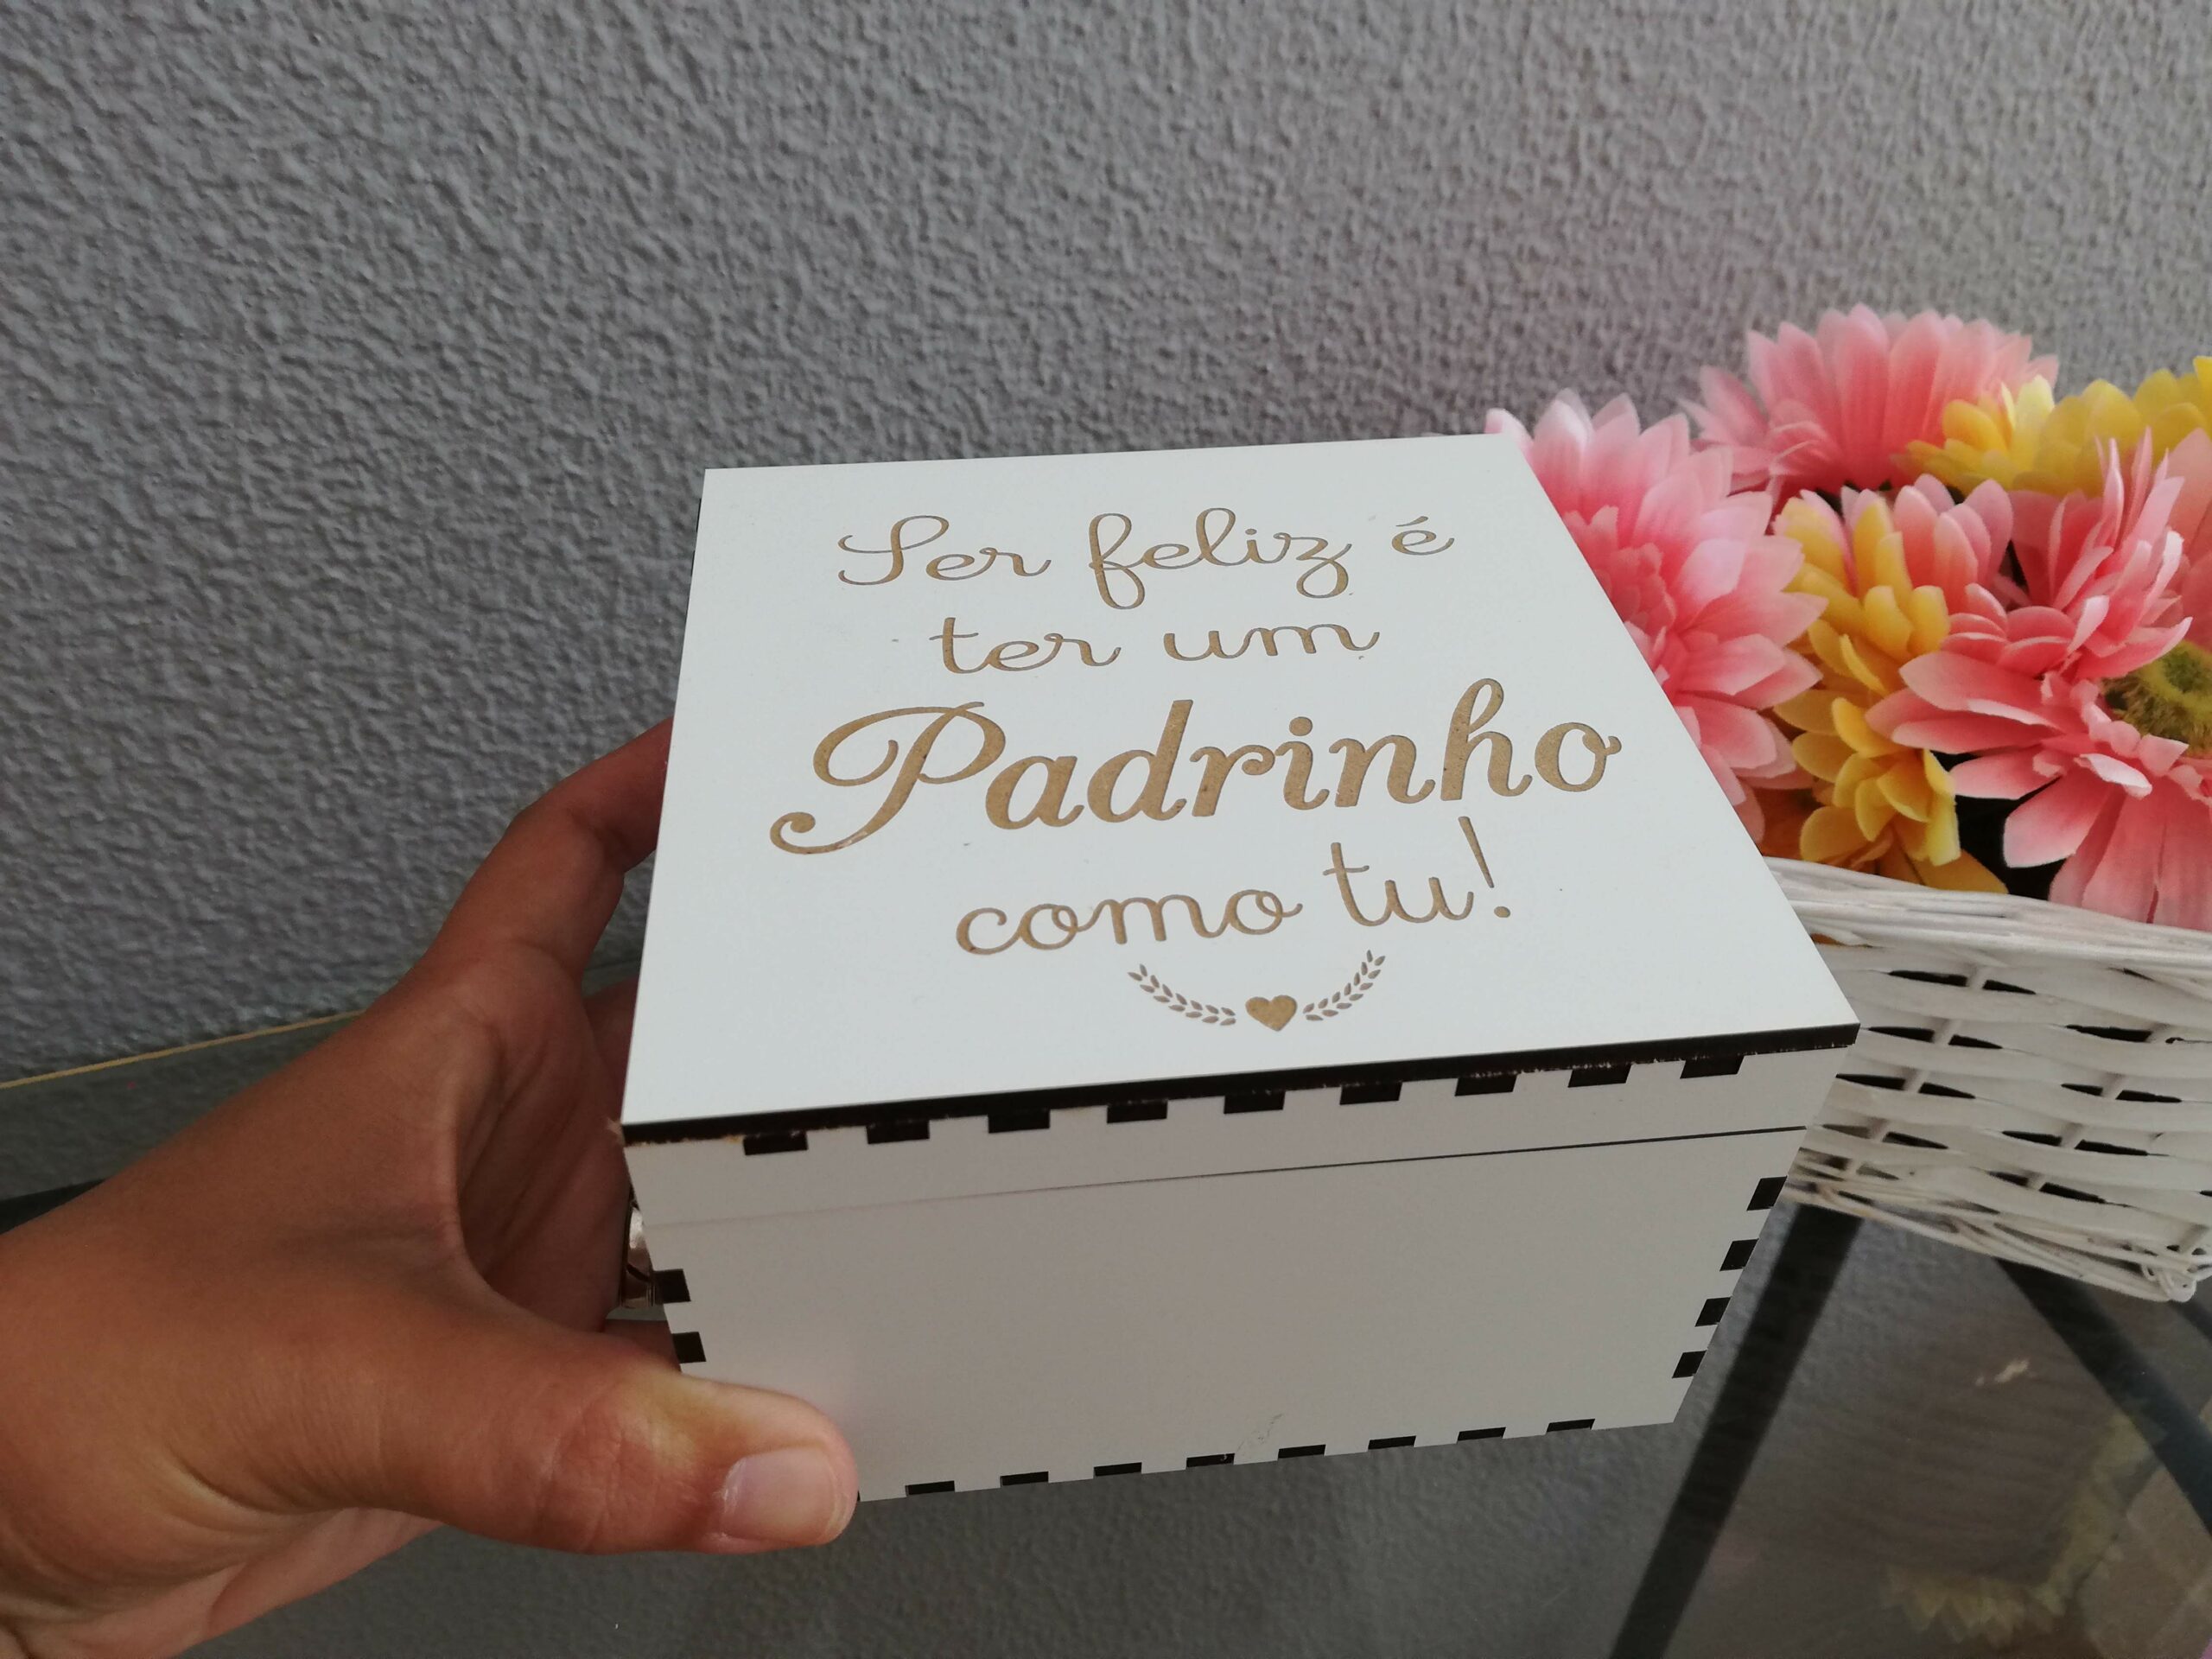 Ser feliz é
ter um
Padrinho
como tu!